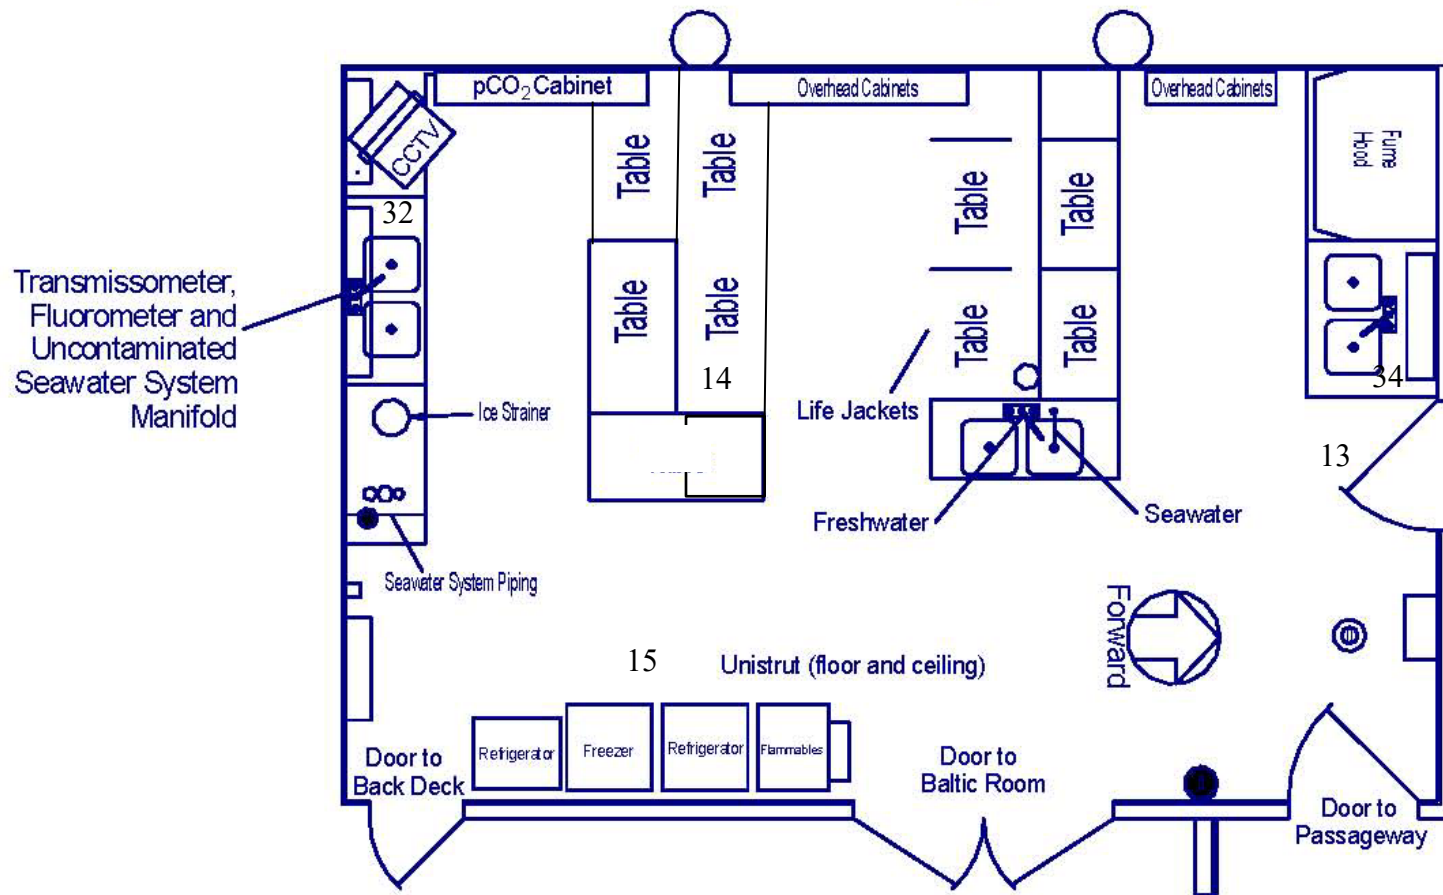 pCO2 Cabinet
Overhead Cabinets
Overhead Cabinets
CCTV
Table
Table
Table
Table
Fume
Hood
32
Transmissometer,
Fluorometer and
Uncontaminated
Seawater System
Manifold
Table
Table
Table
Table
14
34
Ice Strainer
Life Jackets
13
Freshwater
Seawater
Seawater System Piping
Forward
15
Unistrut (floor and ceiling)
Refrigerator
Freezer
Refrigerator
Flammables
Door to
Back Deck
Door to
Baltic Room
Door to
Passageway